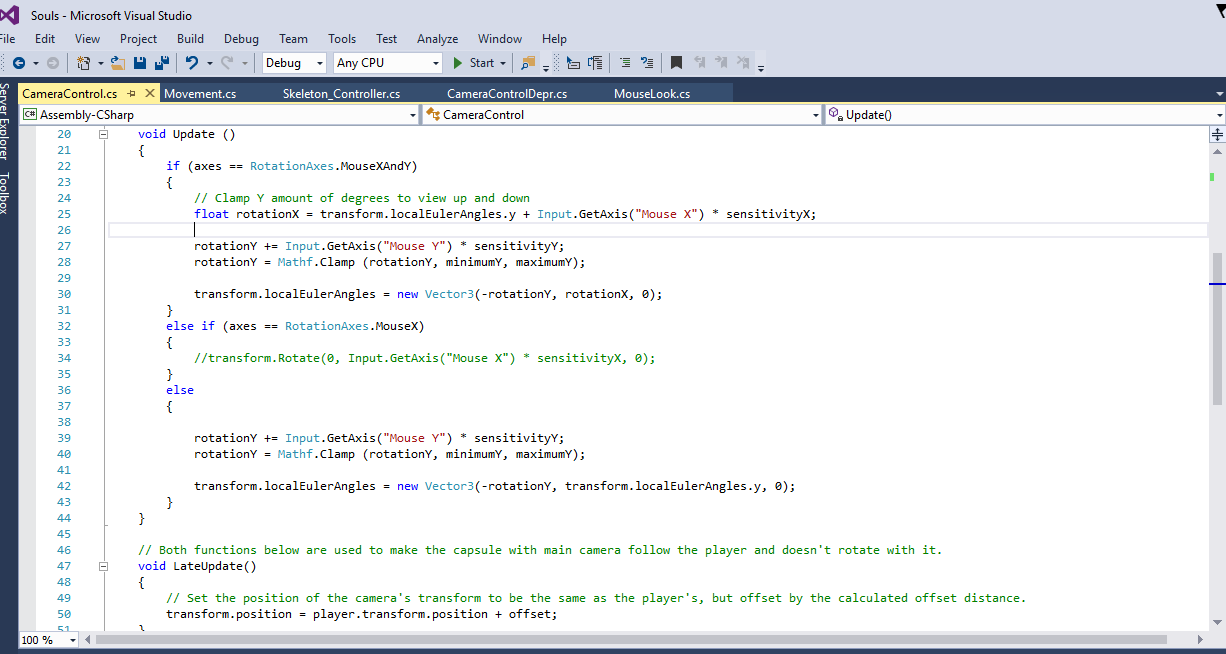 Souls - Microsoft Visual Studio
File Edit View Project Build Debug Team Tools Test Analyze Window Help
Debug Any CPU Start
Server Explorer
Toolbox
CameraControl.cs Movement.cs Skeleton_Controller.cs CameraControlDepr.cs MouseLook.cs
C# Assembly-CSharp CameraControl Update()
20 void Update ()
21 {
22 if (axes == RotationAxes.MouseXAndY)
23 {
24 // Clamp Y amount of degrees to view up and down
25 float rotationX = transform.localEulerAngles.y + Input.GetAxis("Mouse X") * sensitivityX;
26
27 rotationY += Input.GetAxis("Mouse Y") * sensitivityY;
28 rotationY = Mathf.Clamp (rotationY, minimumY, maximumY);
29
30 transform.localEulerAngles = new Vector3(-rotationY, rotationX, 0);
31 }
32 else if (axes == RotationAxes.MouseX)
33 {
34 //transform.Rotate(0, Input.GetAxis("Mouse X") * sensitivityX, 0);
35 }
36 else
37 {
38
39 rotationY += Input.GetAxis("Mouse Y") * sensitivityY;
40 rotationY = Mathf.Clamp (rotationY, minimumY, maximumY);
41
42 transform.localEulerAngles = new Vector3(-rotationY, transform.localEulerAngles.y, 0);
43 }
44 }
45
46 // Both functions below are used to make the capsule with main camera follow the player and doesn't rotate with it.
47 void LateUpdate()
48 {
49 // Set the position of the camera's transform to be the same as the player's, but offset by the calculated offset distance.
50 transform.position = player.transform.position + offset;
51 }
100 %